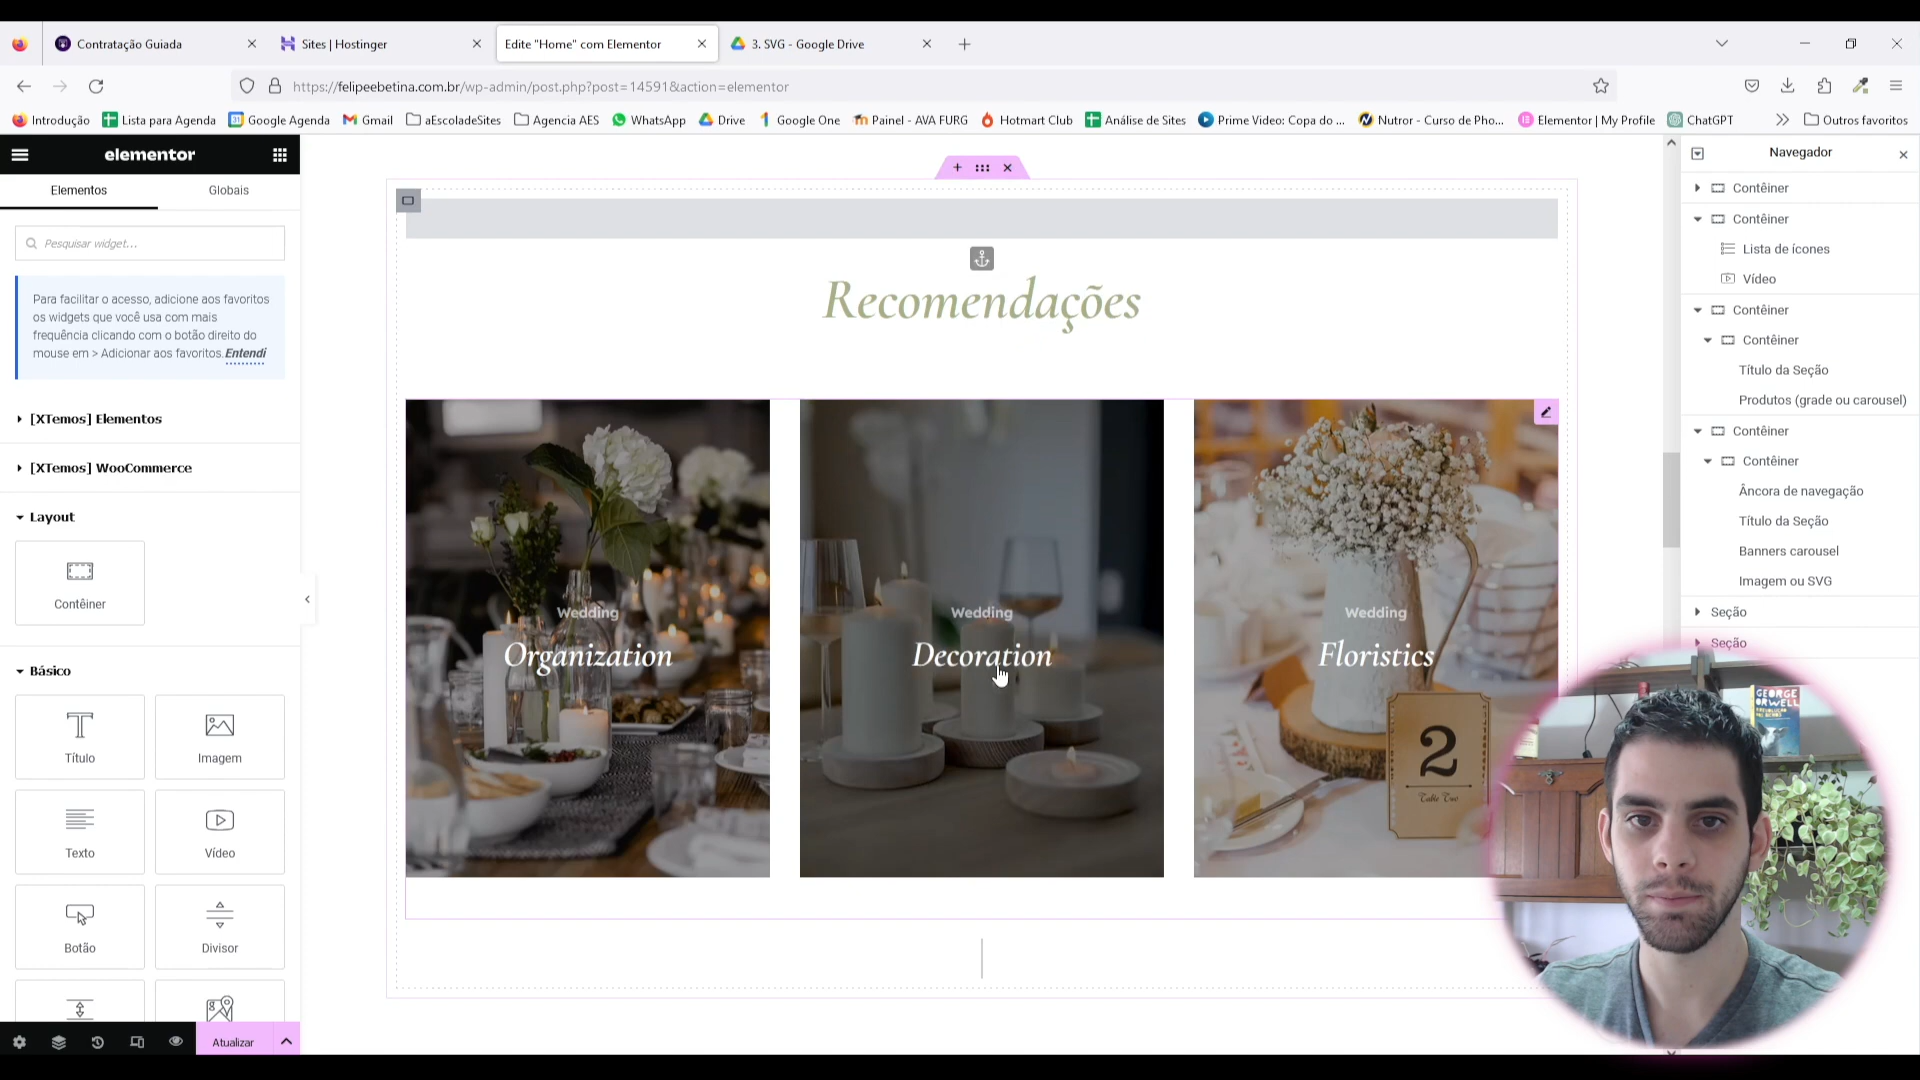 Contratação Guiada
Sites | Hostinger
Edite "Home" com Elementor
3. SVG - Google Drive
https://felipeebetina.com.br/wp-admin/post.php?post=14591&action=elementor
Introdução
Lista para Agenda
Google Agenda
Gmail
aEscoladeSites
Agencia AES
WhatsApp
Drive
Google One
Painel - AVA FURG
Hotmart Club
Análise de Sites
Prime Video: Copa do ...
Nutror - Curso de Pho...
Elementor | My Profile
ChatGPT
Outros favoritos
elementor
Elementos
Globais
Pesquisar widget...
Para facilitar o acesso, adicione aos favoritos
os widgets que você usa com mais
frequência clicando com o botão direito do
mouse em > Adicionar aos favoritos. Entendi
[XTemos] Elementos
[XTemos] WooCommerce
Layout
Contêiner
Básico
Título
Imagem
Texto
Vídeo
Botão
Divisor
Atualizar
Recomendações
Wedding
Organization
Wedding
Decoration
Wedding
Floristics
2
Table Two
Navegador
Contêiner
Contêiner
Lista de ícones
Vídeo
Contêiner
Contêiner
Título da Seção
Produtos (grade ou carousel)
Contêiner
Contêiner
Âncora de navegação
Título da Seção
Banners carousel
Imagem ou SVG
Seção
Seção
GEORGE
ORWELL